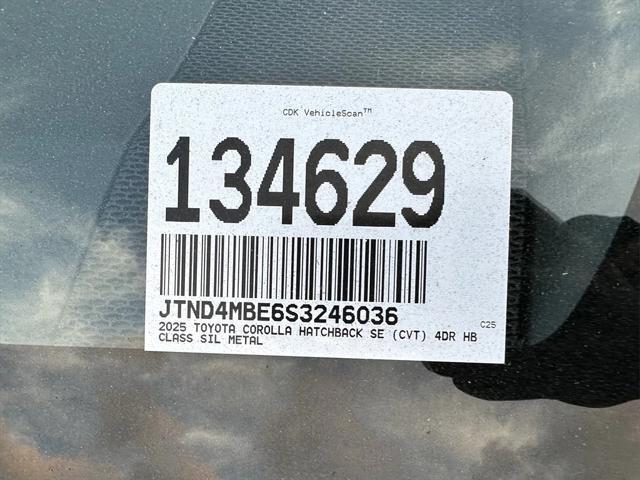 CDK VehicleScan™
134629
JTND4MBE6S3246036
C25
2025 TOYOTA COROLLA HATCHBACK SE (CVT) 4DR HB
CLASS SIL METAL